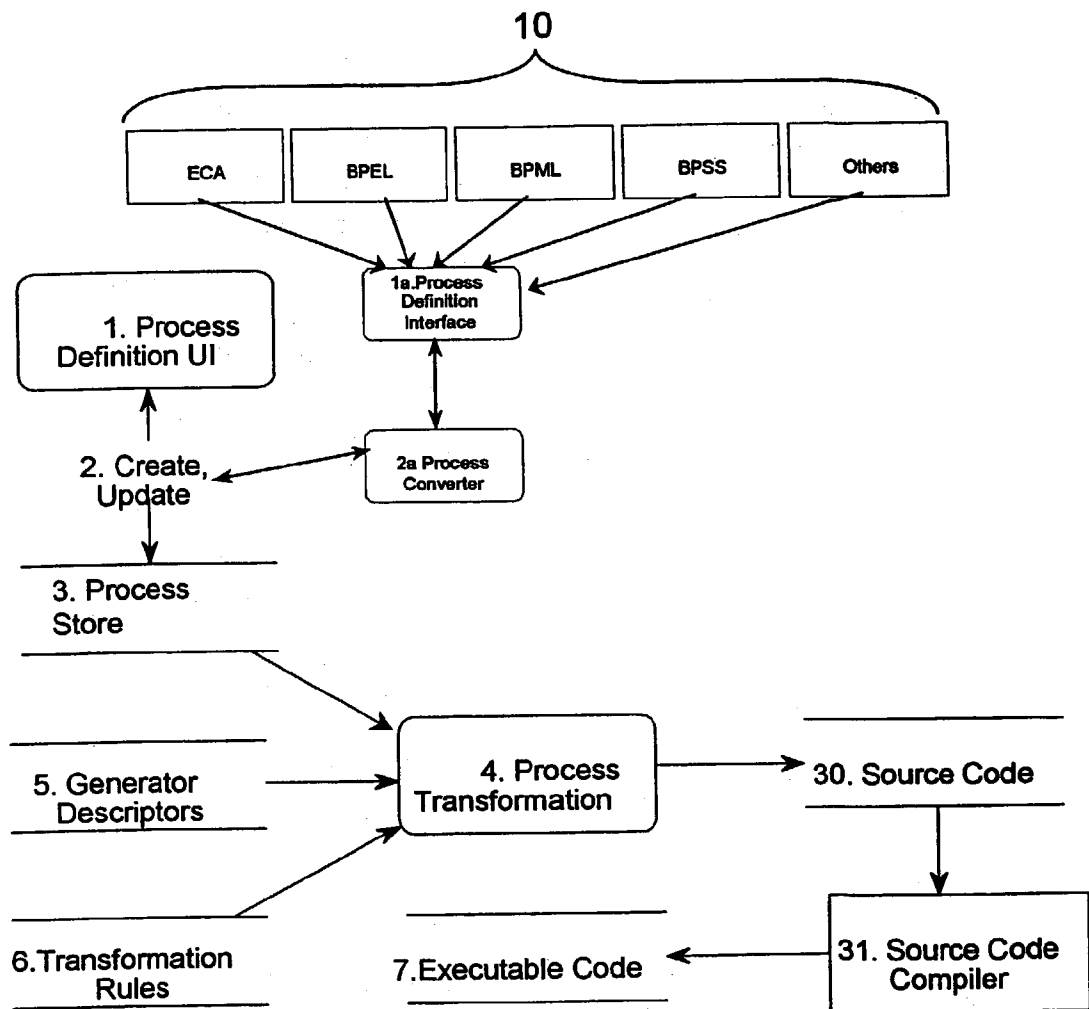 10
ECA
BPEL
BPML
BPSS
Others
1a.Process
Definition
Interface
1. Process
Definition UI
2. Create,
Update
2a Process
Converter
3. Process
Store
5. Generator
Descriptors
4. Process
Transformation
30. Source Code
6.Transformation
Rules
7.Executable Code
31. Source Code
Compiler